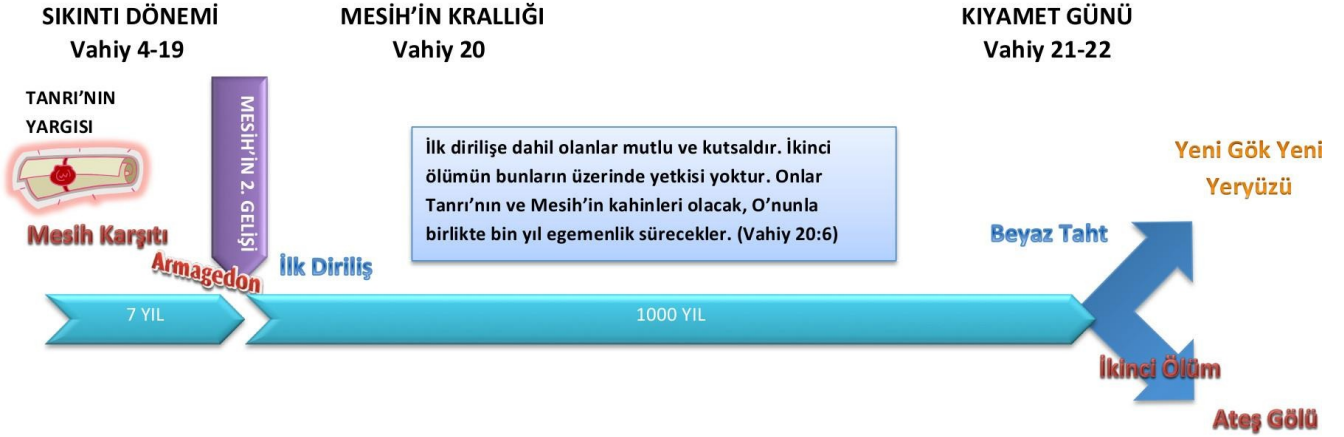 SIKINTI DÖNEMİ
Vahiy 4-19
MESİH'İN KRALLIĞI
Vahiy 20
KIYAMET GÜNÜ
Vahiy 21-22
TANRI'NIN
YARGISI
Mesih Karşıtı
Armagedon
MESİH'İN 2. GELİŞİ
İlk Diriliş
İlk dirilişe dahil olanlar mutlu ve kutsaldır. İkinci
ölümün bunların üzerinde yetkisi yoktur. Onlar
Tanrı'nın ve Mesih'in kahinleri olacak, O'nunla
birlikte bin yıl egemenlik sürecekler. (Vahiy 20:6)
Beyaz Taht
Yeni Gök Yeni
Yeryüzü
7 YIL
1000 YIL
İkinci Ölüm
Ateş Gölü